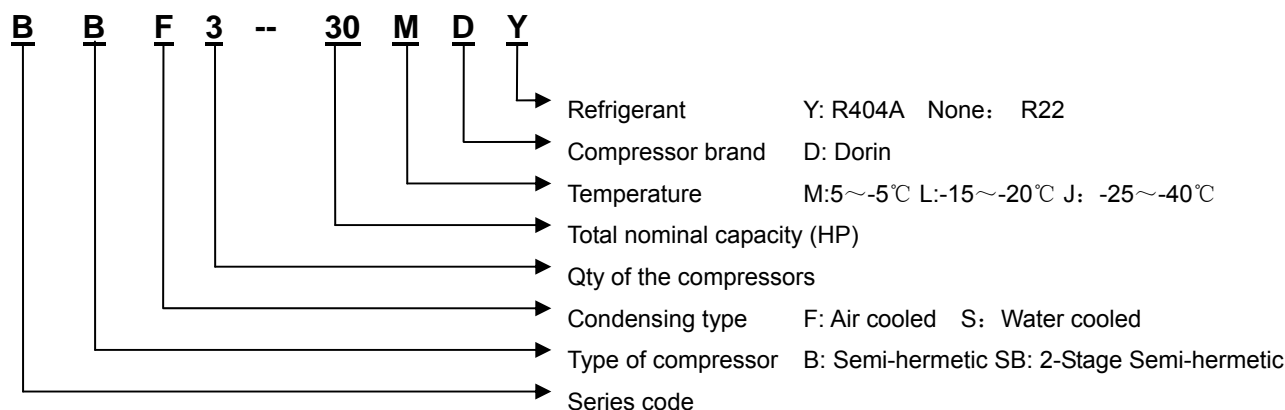 B B F 3 -- 30 M D Y
Refrigerant Y: R404A None： R22
Compressor brand D: Dorin
Temperature M:5～-5℃ L:-15～-20℃ J： -25～-40℃
Total nominal capacity (HP)
Qty of the compressors
Condensing type F: Air cooled S： Water cooled
Type of compressor B: Semi-hermetic SB: 2-Stage Semi-hermetic
Series code